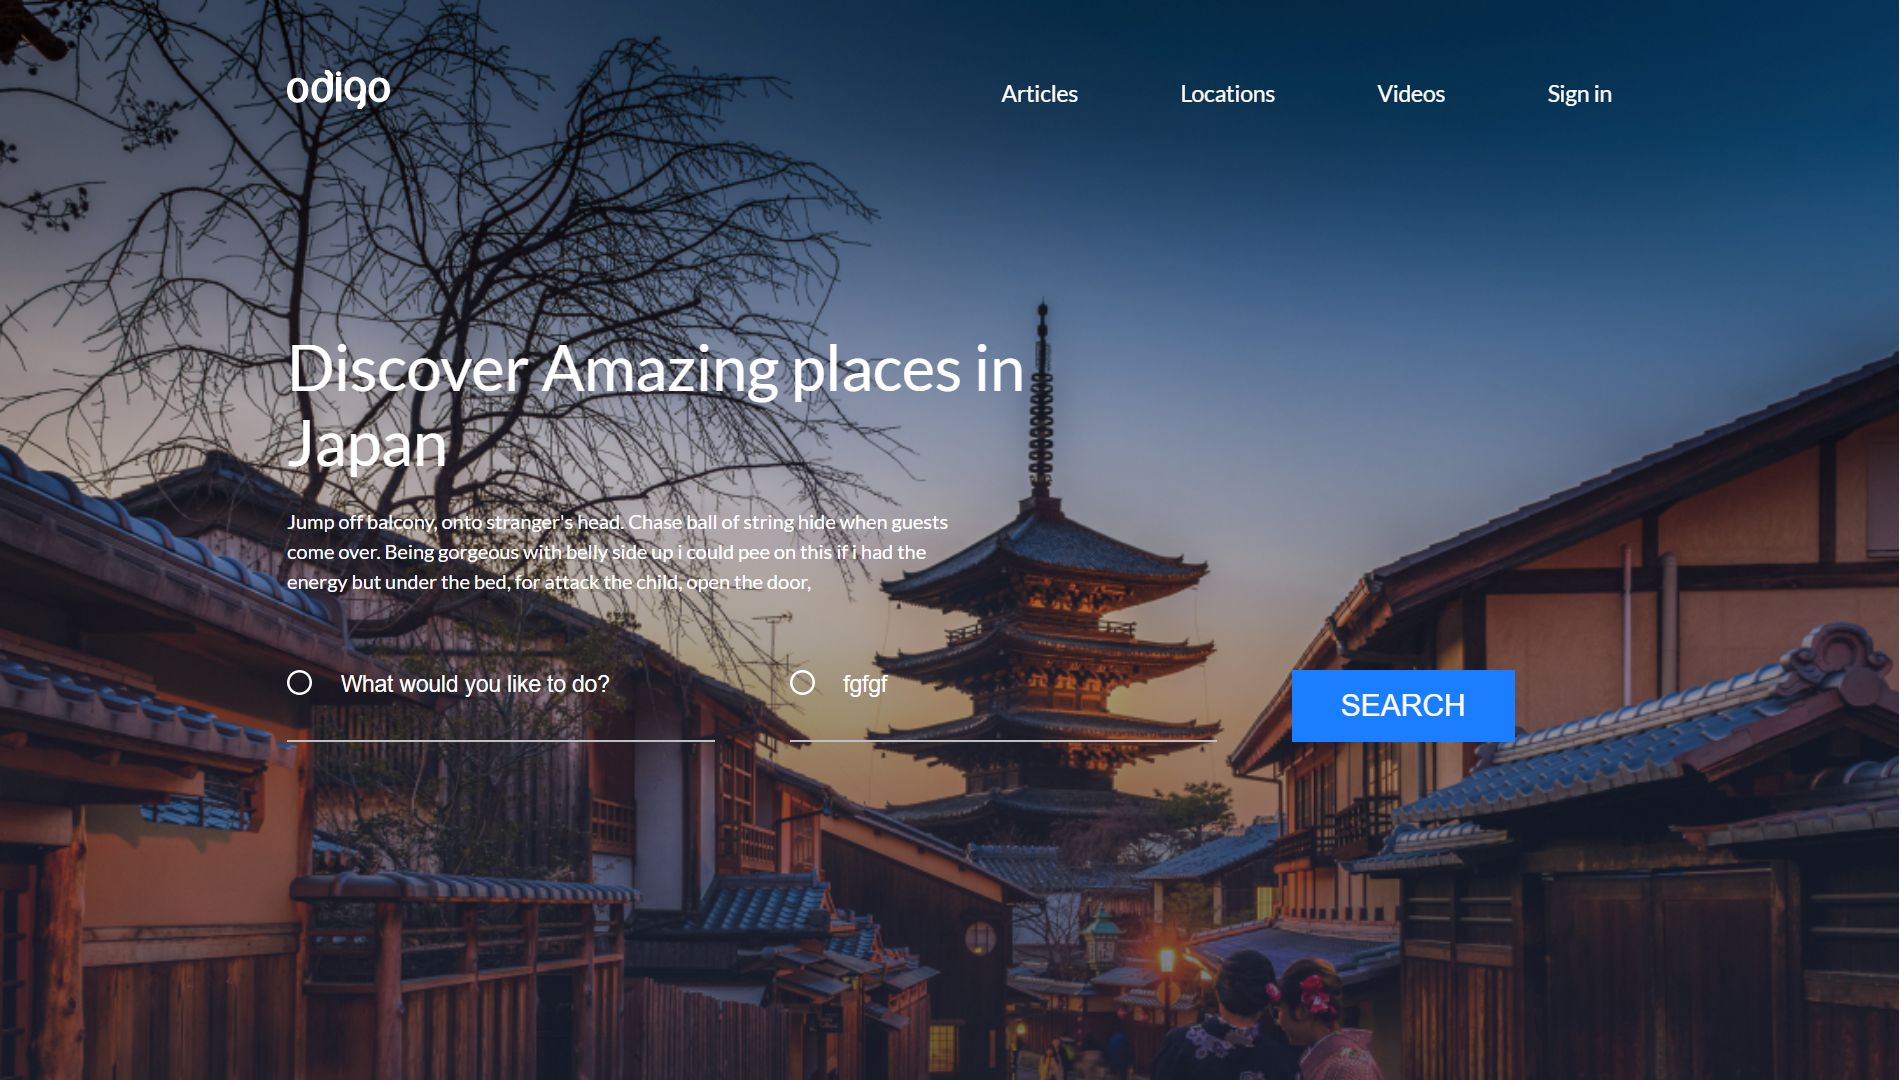 odigo
Articles Locations Videos Sign in
Discover Amazing places in
Japan
Jump off balcony, onto stranger's head. Chase ball of string hide when guests
come over. Being gorgeous with belly side up i could pee on this if i had the
energy but under the bed, for attack the child, open the door,
What would you like to do? fgfgf SEARCH